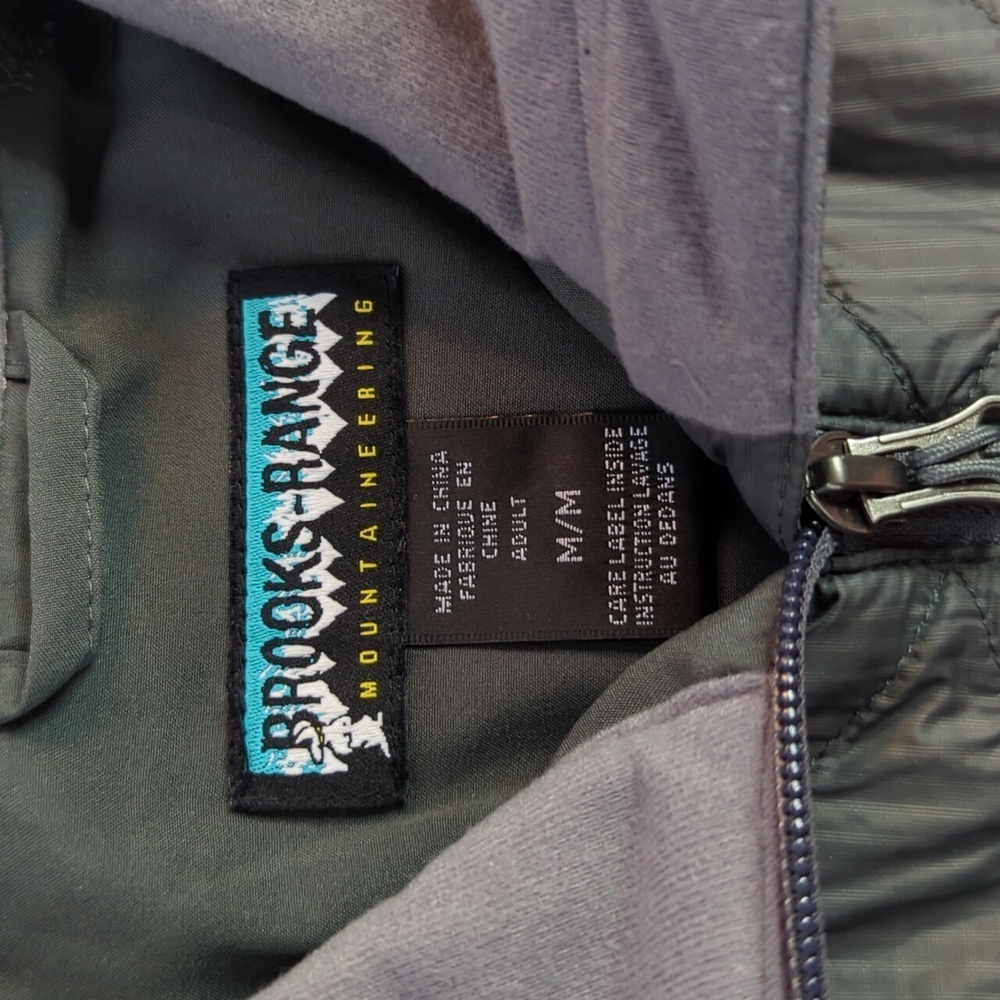 BROOKS-RANGE
MOUNTAINEERING
MADE IN CHINA
FABRIQUE EN
CHINE
ADULT
M/M
CARE LABEL INSIDE
INSTRUCTION LAVAGE
AU DEDANS